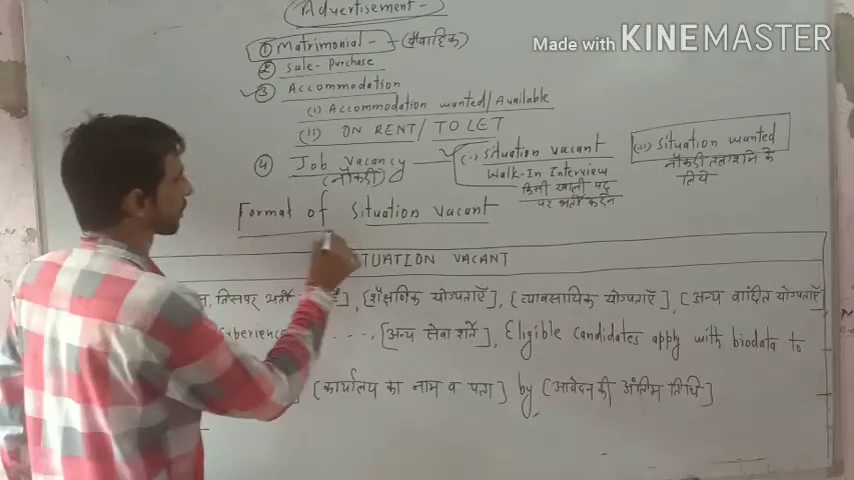 Advertisement -
Made with KINEMASTER
① Matrimonial - (वैवाहिक)
② Sale-Purchase
③ Accommodation
(i) Accommodation wanted/Available
(ii) ON RENT/ TO LET
④ Job vacancy (i) Situation vacant (ii) Situation wanted
(नौकरी) Walk-In Interview नौकरी तलाशने के
किसी खाली पद लिये
पर भर्ती करने
Format of Situation vacant
TUATION VACANT
[शैक्षणिक योग्यताएँ], [व्यावसायिक योग्यताएँ], [अन्य वांछित योग्यताएँ]
..... [अन्य सेवा शर्तें], Eligible candidates apply with biodata to
[कार्यालय का नाम व पता] by [आवेदन की अंतिम तिथि]